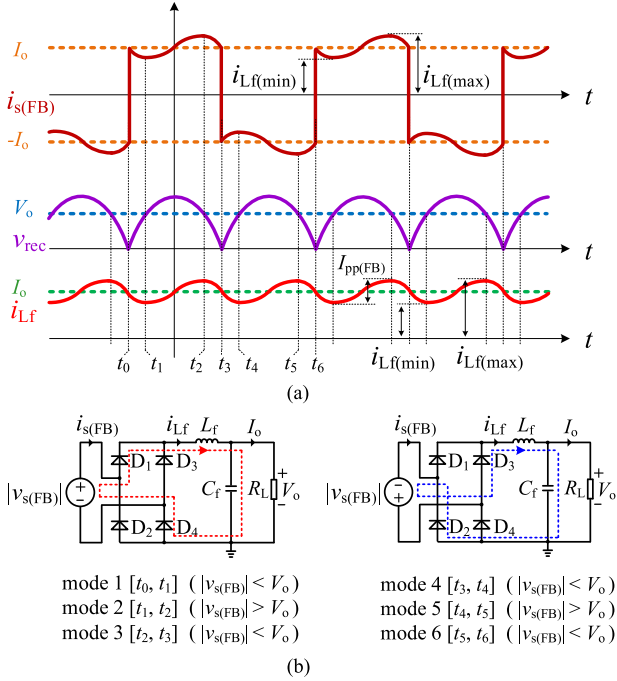 I_o
i_s(FB)
-I_o
i_Lf(min)
i_Lf(max)
t
V_o
v_rec
t
I_pp(FB)
I_o
i_Lf
t
t_0 t_1 t_2 t_3 t_4 t_5 t_6
i_Lf(min) i_Lf(max)
(a)
i_s(FB) i_Lf L_f I_o
D_1 D_3
|v_s(FB)| + − C_f R_L + V_o −
D_2 D_4
mode 1 [t_0, t_1] (|v_s(FB)| < V_o)
mode 2 [t_1, t_2] (|v_s(FB)| > V_o)
mode 3 [t_2, t_3] (|v_s(FB)| < V_o)
i_s(FB) i_Lf L_f I_o
D_1 D_3
|v_s(FB)| − + C_f R_L + V_o −
D_2 D_4
mode 4 [t_3, t_4] (|v_s(FB)| < V_o)
mode 5 [t_4, t_5] (|v_s(FB)| > V_o)
mode 6 [t_5, t_6] (|v_s(FB)| < V_o)
(b)